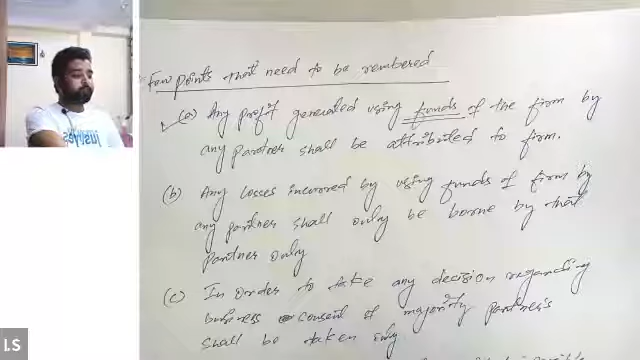 Few points that need to be rembered
(a) Any profit generated using funds of the firm by
any partner shall be attributed to firm.
(b) Any losses incurred by using funds of firm by
any partner shall only be borne by that
partner only
(c) In order to take any decision regarding
business consent of majority partner's
shall be taken only
I.S